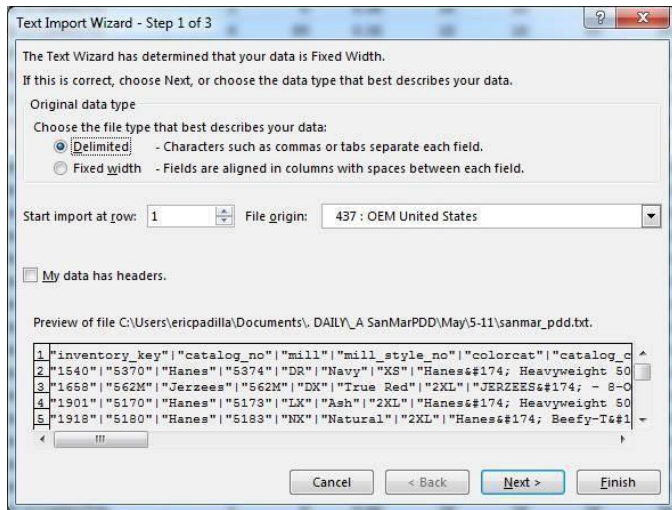 Text Import Wizard - Step 1 of 3
The Text Wizard has determined that your data is Fixed Width.
If this is correct, choose Next, or choose the data type that best describes your data.
Original data type
Choose the file type that best describes your data:
Delimited - Characters such as commas or tabs separate each field.
Fixed width - Fields are aligned in columns with spaces between each field.
Start import at row: 1 File origin: 437 : OEM United States
My data has headers.
Preview of file C:\Users\ericpadilla\Documents\. DAILY\_A SanMarPDD\May\5-11\sanmar_pdd.txt.
1 "inventory_key"|"catalog_no"|"mill"|"mill_style_no"|"colorcat"|"catalog_c
2 "1540"|"5370"|"Hanes"|"5374"|"DR"|"Navy"|"XS"|"Hanes&#174; Heavyweight 50
3 "1658"|"562M"|"Jerzees"|"562M"|"DX"|"True Red"|"2XL"|"JERZEES&#174; - 8-O
4 "1901"|"5170"|"Hanes"|"5173"|"LX"|"Ash"|"2XL"|"Hanes&#174; Heavyweight 50
5 "1918"|"5180"|"Hanes"|"5183"|"NX"|"Natural"|"2XL"|"Hanes&#174; Beefy-T&#1
Cancel < Back Next > Finish